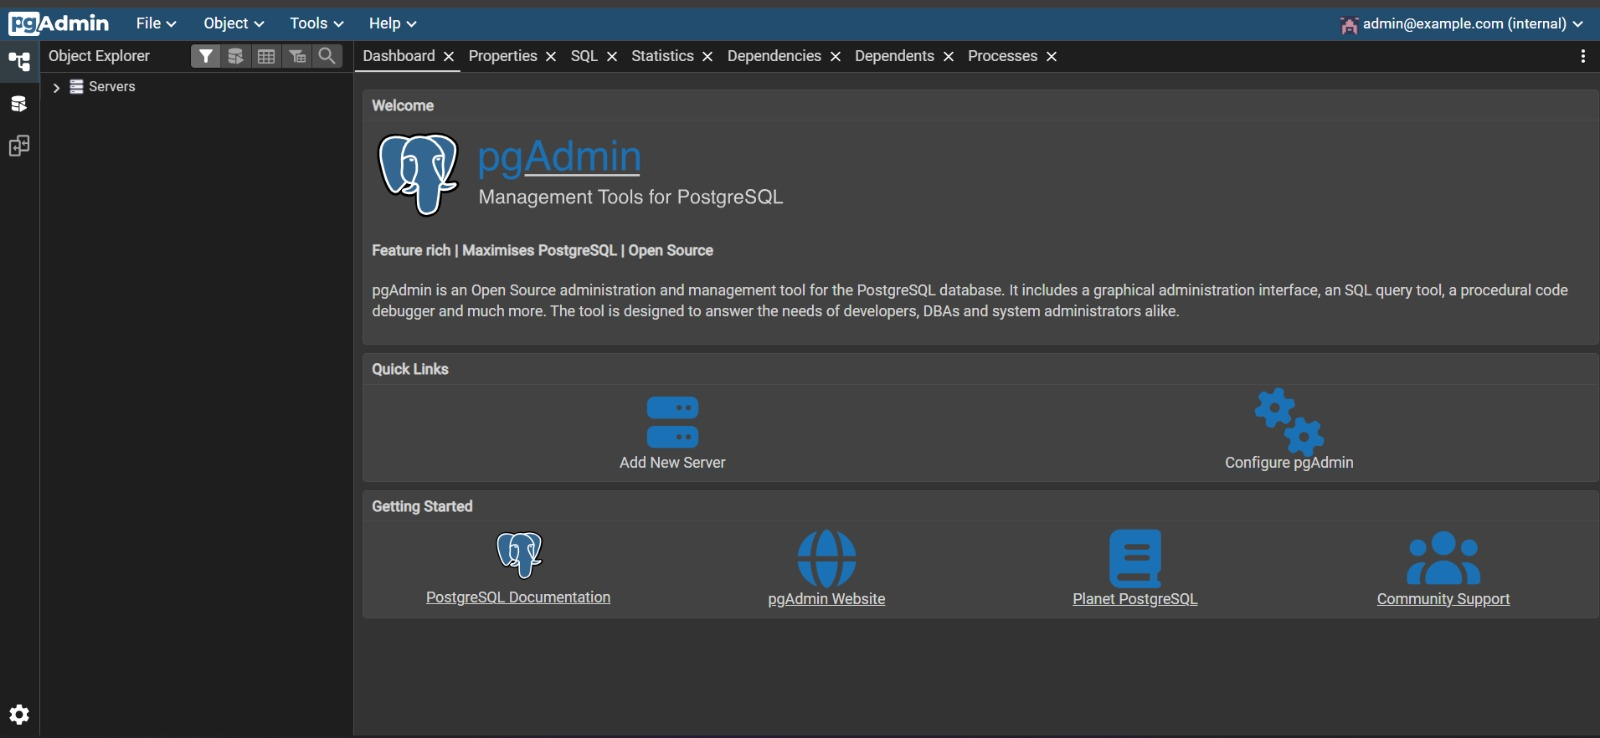 pgAdmin File Object Tools Help admin@example.com (internal)
Object Explorer Dashboard Properties SQL Statistics Dependencies Dependents Processes
Servers
Welcome
pgAdmin
Management Tools for PostgreSQL
Feature rich | Maximises PostgreSQL | Open Source
pgAdmin is an Open Source administration and management tool for the PostgreSQL database. It includes a graphical administration interface, an SQL query tool, a procedural code
debugger and much more. The tool is designed to answer the needs of developers, DBAs and system administrators alike.
Quick Links
Add New Server Configure pgAdmin
Getting Started
PostgreSQL Documentation pgAdmin Website Planet PostgreSQL Community Support